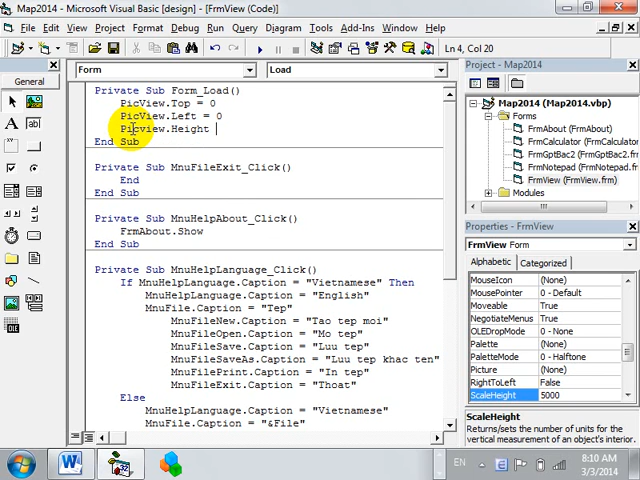 Map2014 - Microsoft Visual Basic [design] - [FrmView (Code)]
File Edit View Project Format Debug Run Query Diagram Tools Add-Ins Window Help
Ln 4, Col 20
General
Form Load
Private Sub Form_Load()
PicView.Top = 0
PicView.Left = 0
Picview.Height
End Sub
Private Sub MnuFileExit_Click()
End
End Sub
Private Sub MnuHelpAbout_Click()
FrmAbout.Show
End Sub
Private Sub MnuHelpLanguage_Click()
If MnuHelpLanguage.Caption = "Vietnamese" Then
MnuHelpLanguage.Caption = "English"
MnuFile.Caption = "Tep"
MnuFileNew.Caption = "Tao tep moi"
MnuFileOpen.Caption = "Mo tep"
MnuFileSave.Caption = "Luu tep"
MnuFileSaveAs.Caption = "Luu tep khac ten"
MnuFilePrint.Caption = "In tep"
MnuFileExit.Caption = "Thoat"
Else
MnuHelpLanguage.Caption = "Vietnamese"
MnuFile.Caption = "&File"
Project - Map2014
Map2014 (Map2014.vbp)
Forms
FrmAbout (FrmAbout)
FrmCalculator (FrmCalculator
FrmGptBac2 (FrmGptBac2.frm)
FrmNotepad (FrmNotepad)
FrmView (FrmView.frm)
Modules
Properties - FrmView
FrmView Form
Alphabetic Categorized
MouseIcon (None)
MousePointer 0 - Default
Moveable True
NegotiateMenus True
OLEDropMode 0 - None
Palette (None)
PaletteMode 0 - Halftone
Picture (None)
RightToLeft False
ScaleHeight 5000
ScaleHeight
Returns/sets the number of units for the vertical measurement of an object's interior.
EN
8:10 AM
3/3/2014